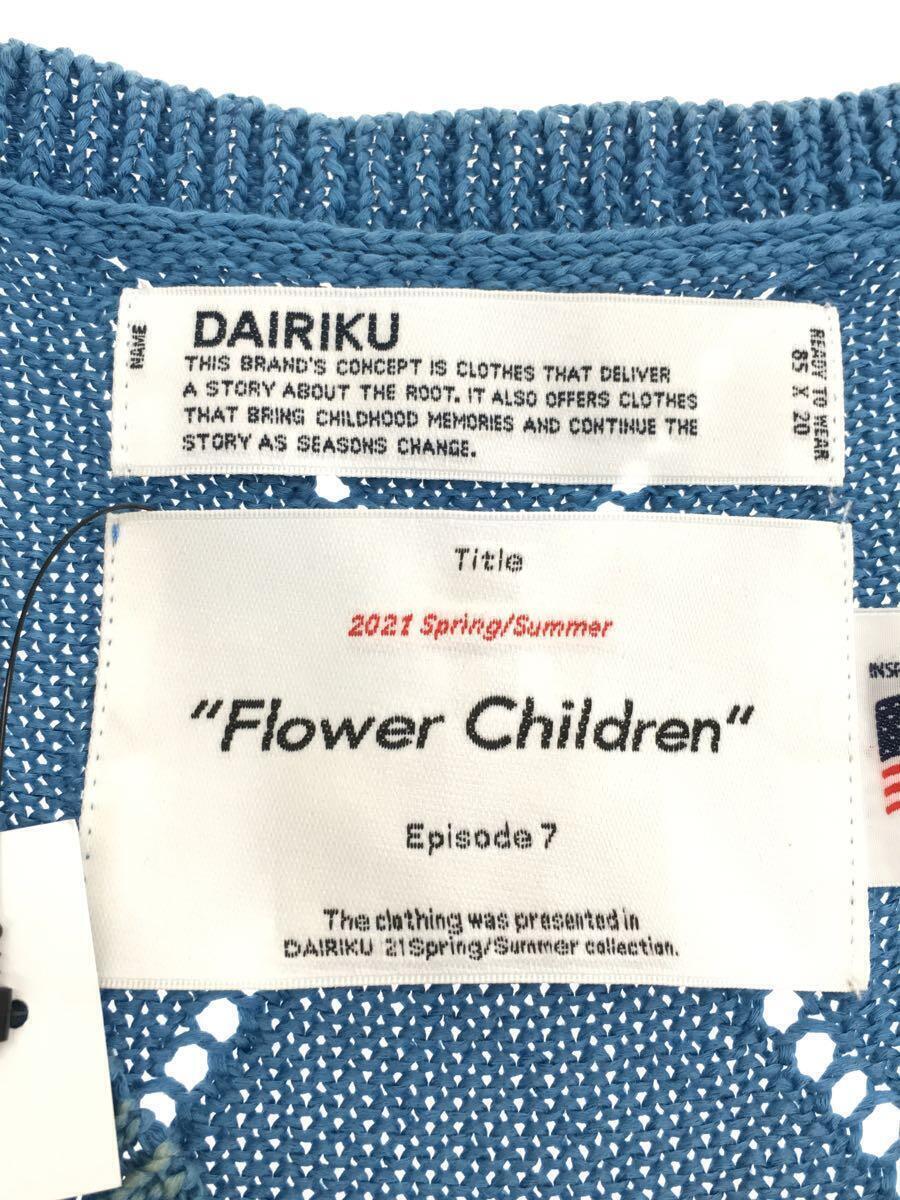 NAME
DAIRIKU
THIS BRAND'S CONCEPT IS CLOTHES THAT DELIVER
A STORY ABOUT THE ROOT. IT ALSO OFFERS CLOTHES
THAT BRING CHILDHOOD MEMORIES AND CONTINUE THE
STORY AS SEASONS CHANGE.
READY TO WEAR
85 X 20
Title
2021 Spring/Summer
"Flower Children"
Episode 7
The clothing was presented in
DAIRIKU '21 Spring/Summer collection.